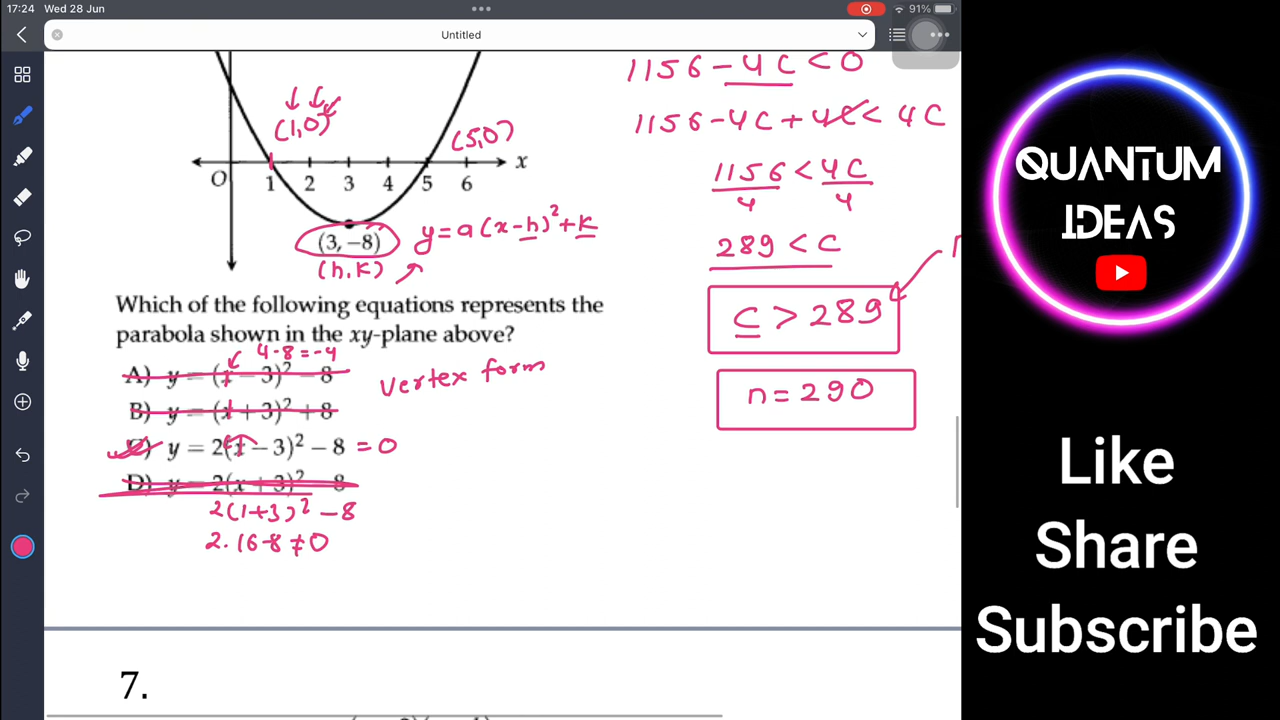 17:24 Wed 28 Jun
91%
Untitled
(1,0)
(5,0)
x
O 1 2 3 4 5 6
(3, −8)
(h,k)
y = a(x-h)²+k
Which of the following equations represents the
parabola shown in the xy-plane above?
4-8=-4
A) y = (x − 3)² − 8
B) y = (x + 3)² + 8
C) y = 2(x − 3)² − 8 = 0
D) y = 2(x + 3)² − 8
2(1+3)² - 8
2.16-8 ≠ 0
vertex form
1156 - 4C < 0
1156 - 4C + 4C < 4C
1156 < 4C
4 4
289 < C
C > 289
n = 290
7.
QUANTUM
IDEAS
Like
Share
Subscribe